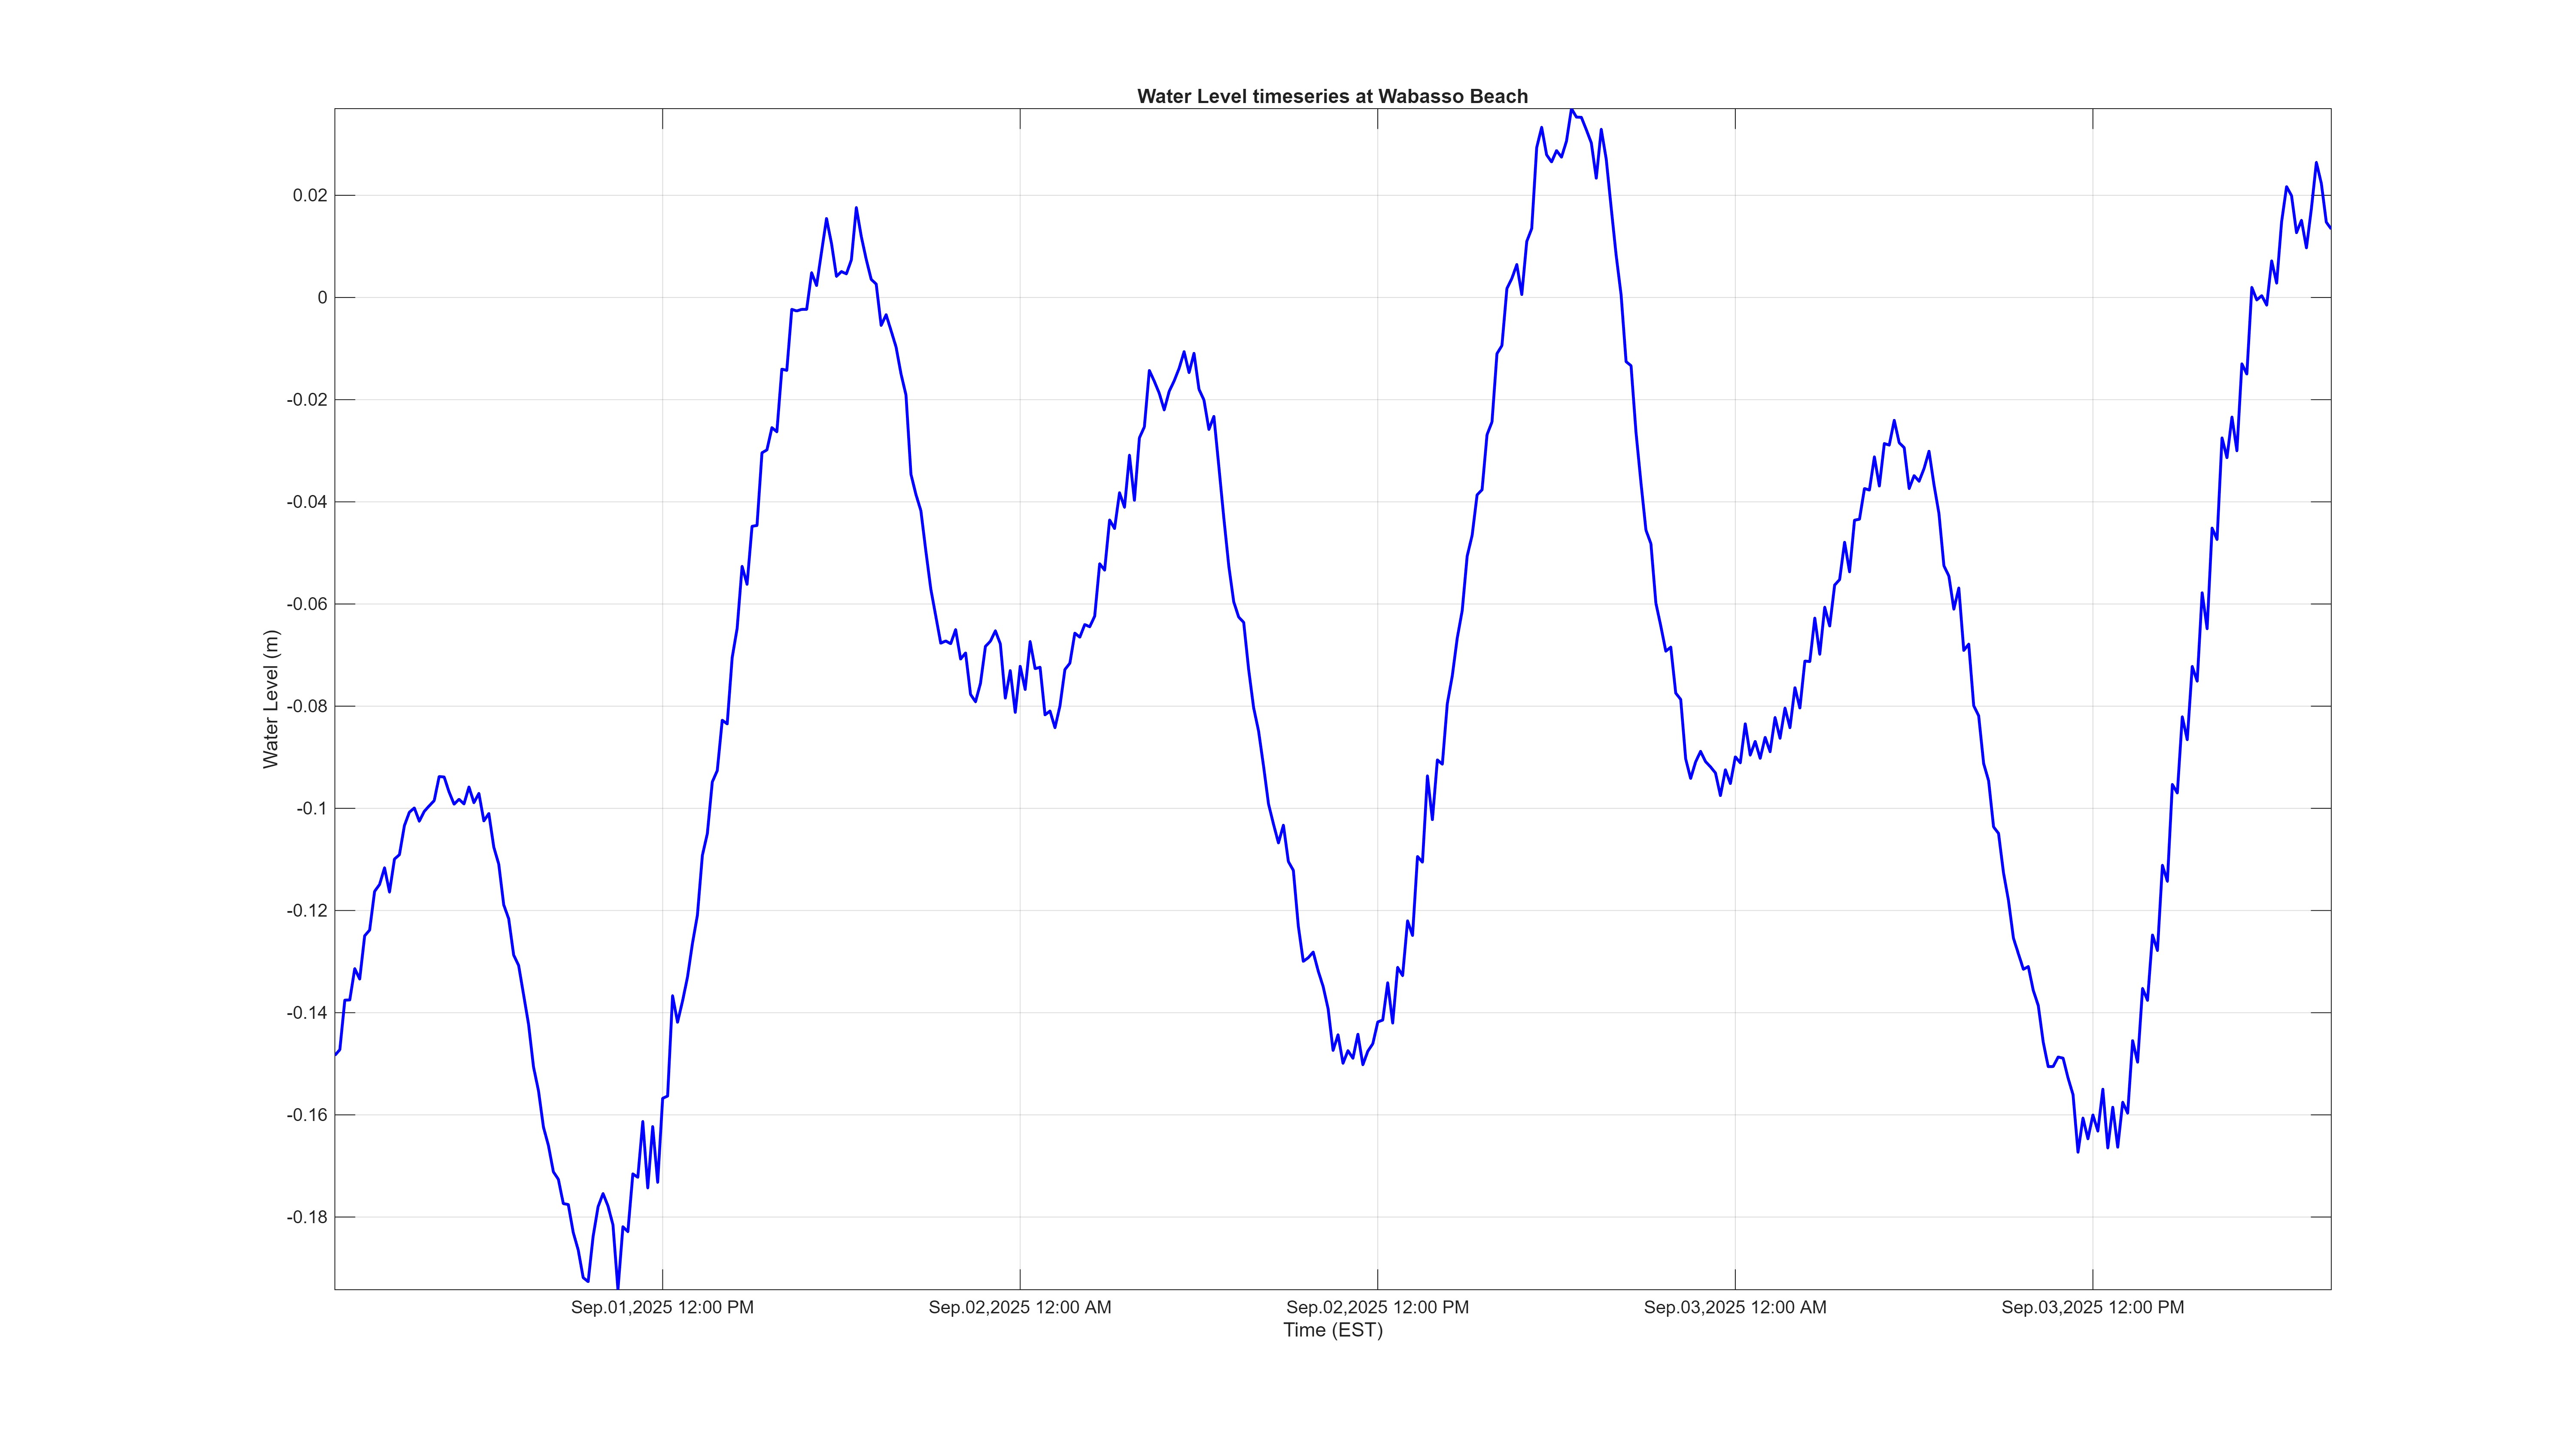 Water Level timeseries at Wabasso Beach
0.02
0
-0.02
-0.04
-0.06
-0.08
-0.1
-0.12
-0.14
-0.16
-0.18
Water Level (m)
Sep.01,2025 12:00 PM
Sep.02,2025 12:00 AM
Sep.02,2025 12:00 PM
Sep.03,2025 12:00 AM
Sep.03,2025 12:00 PM
Time (EST)